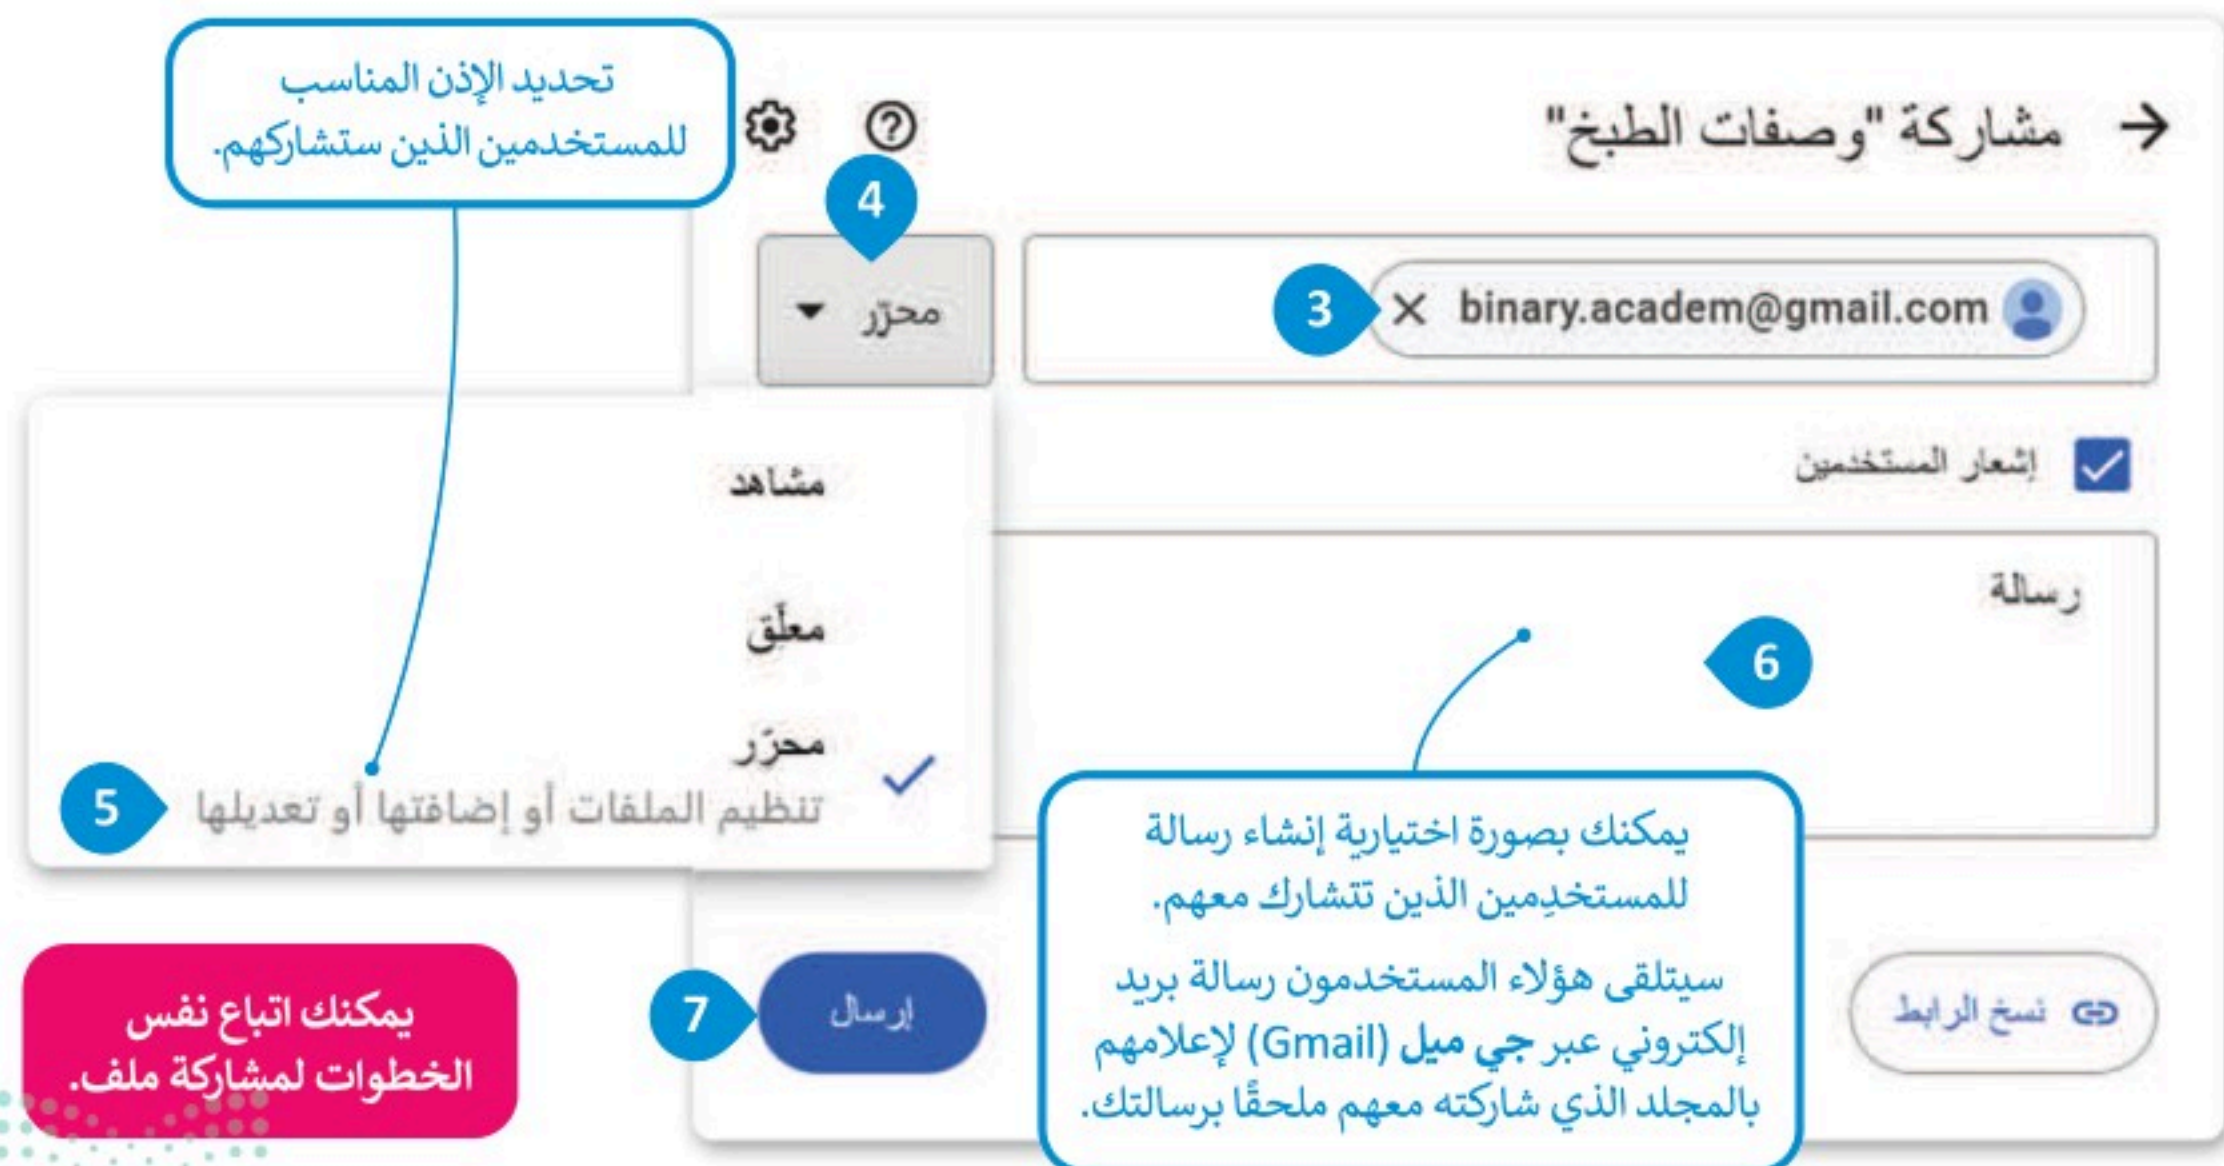 مشاركة "وصفات الطبخ"
تحديد الإذن المناسب
للمستخدمين الذين ستشاركهم.
4
3
binary.academ@gmail.com
محرّر
إشعار المستخدمين
مشاهد
معلّق
محرّر
تنظيم الملفات أو إضافتها أو تعديلها
5
رسالة
6
يمكنك بصورة اختيارية إنشاء رسالة
للمستخدِمين الذين تتشارك معهم.
سيتلقى هؤلاء المستخدمون رسالة بريد
إلكتروني عبر جي ميل (Gmail) لإعلامهم
بالمجلد الذي شاركته معهم ملحقًا برسالتك.
نسخ الرابط
إرسال
7
يمكنك اتباع نفس
الخطوات لمشاركة ملف.